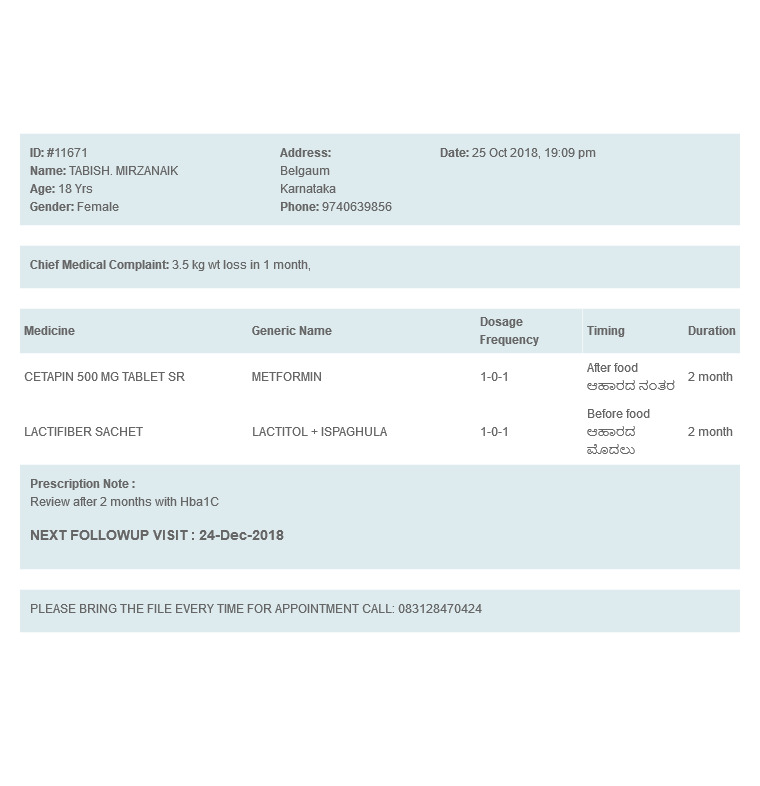 ID: #11671
Name: TABISH. MIRZANAIK
Age: 18 Yrs
Gender: Female
Address:
Belgaum
Karnataka
Phone: 9740639856
Date: 25 Oct 2018, 19:09 pm
Chief Medical Complaint: 3.5 kg wt loss in 1 month,
Medicine Generic Name Dosage Frequency Timing Duration
CETAPIN 500 MG TABLET SR METFORMIN 1-0-1 After food 2 month
ಆಹಾರದ ನಂತರ
LACTIFIBER SACHET LACTITOL + ISPAGHULA 1-0-1 Before food 2 month
ಆಹಾರದ
ಮೊದಲು
Prescription Note :
Review after 2 months with Hba1C
NEXT FOLLOWUP VISIT : 24-Dec-2018
PLEASE BRING THE FILE EVERY TIME FOR APPOINTMENT CALL: 083128470424